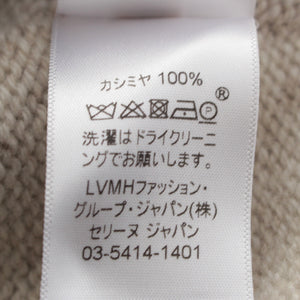 カシミヤ 100%
P ®
洗濯はドライクリーニ
ングでお願いします。
LVMHファッション・
グループ・ジャパン(株)
セリーヌ ジャパン
03-5414-1401